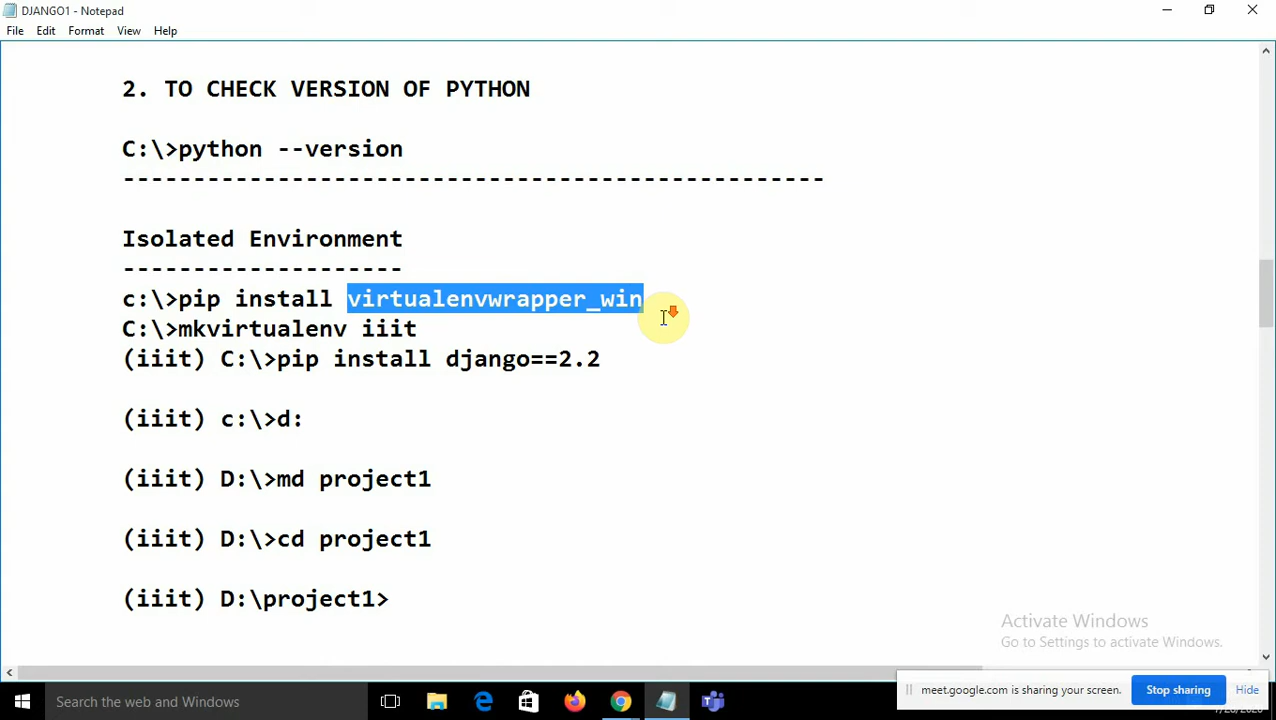 DJANGO1 - Notepad
File Edit Format View Help
2. TO CHECK VERSION OF PYTHON
C:\>python --version
--------------------------------------------------
Isolated Environment
--------------------
c:\>pip install virtualenvwrapper_win
C:\>mkvirtualenv iiit
(iiit) C:\>pip install django==2.2
(iiit) c:\>d:
(iiit) D:\>md project1
(iiit) D:\>cd project1
(iiit) D:\project1>
Activate Windows
Go to Settings to activate Windows.
meet.google.com is sharing your screen. Stop sharing Hide
Search the web and Windows